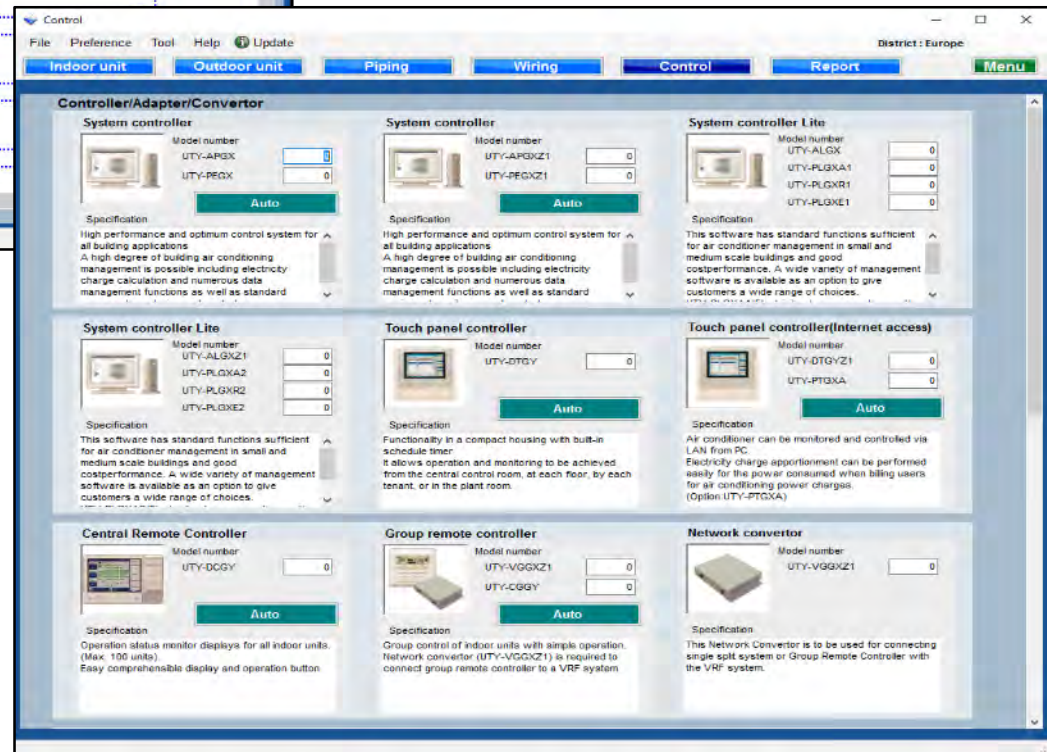 Control
File Preference Tool Help Update District : Europe
Indoor unit Outdoor unit Piping Wiring Control Report Menu
Controller/Adapter/Convertor
System controller
Model number
UTY-APGX 0
UTY-PEGX 0
Auto
Specification
High performance and optimum control system for
all building applications
A high degree of building air conditioning
management is possible including electricity
charge calculation and numerous data
management functions as well as standard
System controller
Model number
UTY-APGXZ1 0
UTY-PEGXZ1 0
Auto
Specification
High performance and optimum control system for
all building applications
A high degree of building air conditioning
management is possible including electricity
charge calculation and numerous data
management functions as well as standard
System controller Lite
Model number
UTY-ALGX 0
UTY-PLGXA1 0
UTY-PLGXR1 0
UTY-PLGXE1 0
Specification
This software has standard functions sufficient
for air conditioner management in small and
medium scale buildings and good
costperformance. A wide variety of management
software is available as an option to give
customers a wide range of choices.
System controller Lite
Model number
UTY-ALGXZ1 0
UTY-PLGXA2 0
UTY-PLGXR2 0
UTY-PLGXE2 0
Specification
This software has standard functions sufficient
for air conditioner management in small and
medium scale buildings and good
costperformance. A wide variety of management
software is available as an option to give
customers a wide range of choices.
Touch panel controller
Model number
UTY-DTGY 0
Auto
Specification
Functionality in a compact housing with built-in
schedule timer
It allows operation and monitoring to be achieved
from the central control room, at each floor, by each
tenant, or in the plant room.
Touch panel controller(Internet access)
Model number
UTY-DTGYZ1 0
UTY-PTGXA 0
Auto
Specification
Air conditioner can be monitored and controlled via
LAN from PC.
Electricity charge apportionment can be performed
easily for the power consumed when billing users
for air conditioning power charges.
(Option:UTY-PTGXA)
Central Remote Controller
Model number
UTY-DCGY 0
Auto
Specification
Operation status monitor displays for all indoor units.
(Max. 100 units).
Easy comprehensible display and operation button
Group remote controller
Model number
UTY-VGGXZ1 0
UTY-CGGY 0
Auto
Specification
Group control of indoor units with simple operation.
Network convertor (UTY-VGGXZ1) is required to
connect group remote controller to a VRF system
Network convertor
Model number
UTY-VGGXZ1 0
Specification
This Network Convertor is to be used for connecting
single split system or Group Remote Controller with
the VRF system.